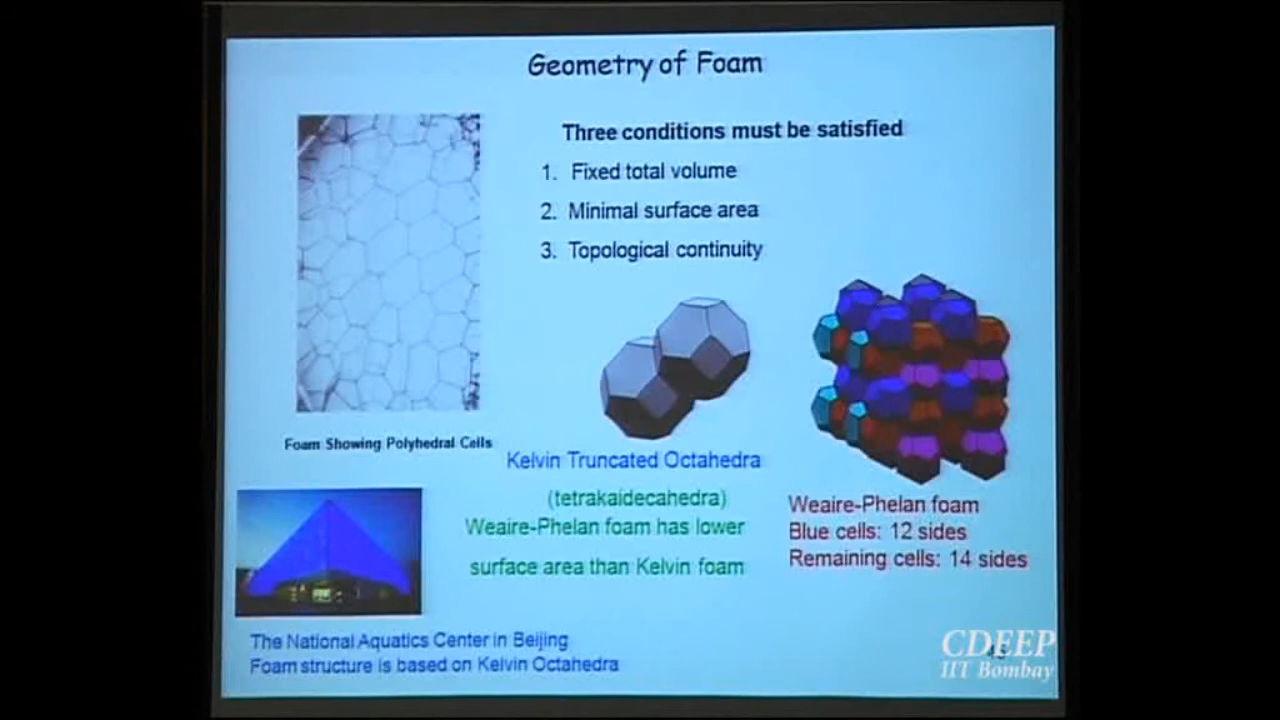 Geometry of Foam
Three conditions must be satisfied
1. Fixed total volume
2. Minimal surface area
3. Topological continuity
Foam Showing Polyhedral Cells
Kelvin Truncated Octahedra
(tetrakaidecahedra)
Weaire-Phelan foam has lower
surface area than Kelvin foam
Weaire-Phelan foam
Blue cells: 12 sides
Remaining cells: 14 sides
The National Aquatics Center in Beijing
Foam structure is based on Kelvin Octahedra
CDEEP
IIT Bombay